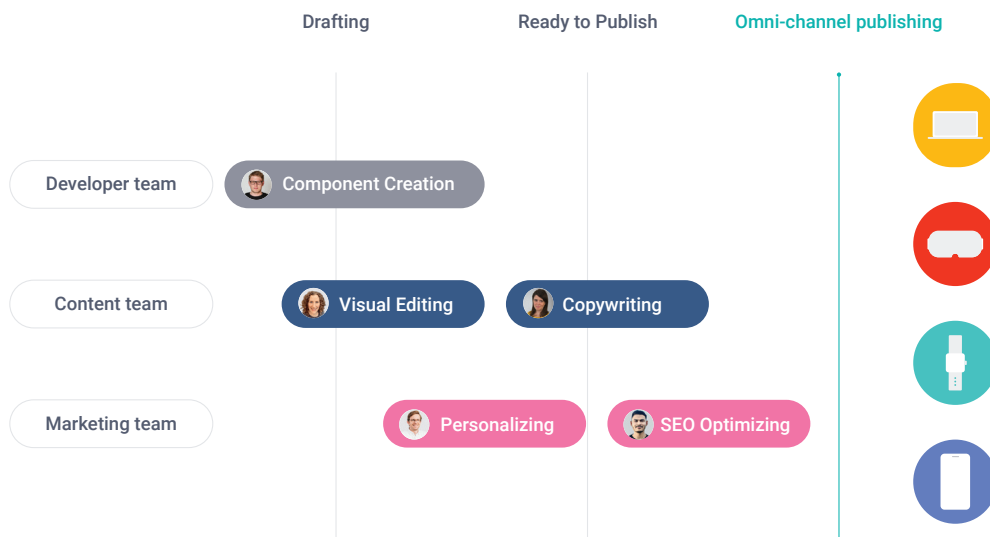 Drafting
Ready to Publish
Omni-channel publishing
Developer team
Component Creation
Content team
Visual Editing
Copywriting
Marketing team
Personalizing
SEO Optimizing